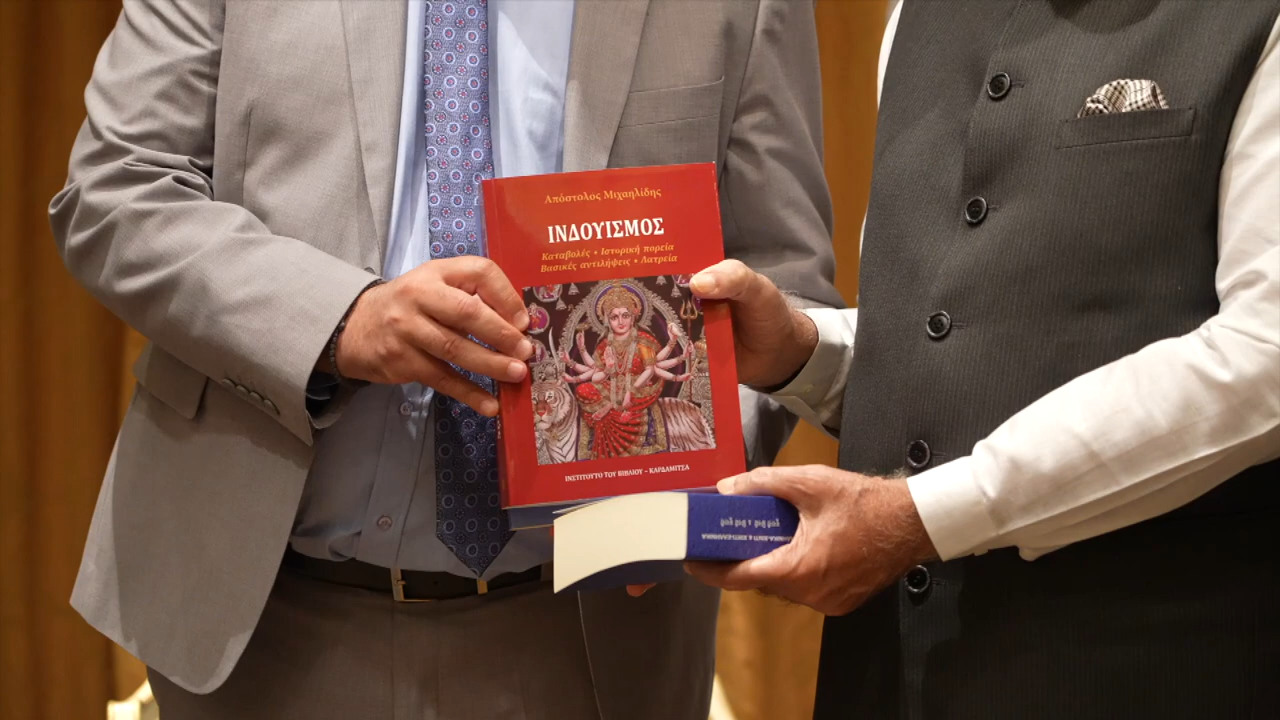 Απόστολος Μιχαηλίδης
ΙΝΔΟΥΙΣΜΟΣ
Καταβολές • Ιστορική πορεία
Βασικές αντιλήψεις • Λατρεία
ΙΝΣΤΙΤΟΥΤΟ ΤΟΥ ΒΙΒΛΙΟΥ - ΚΑΡΔΑΜΙΤΣΑ